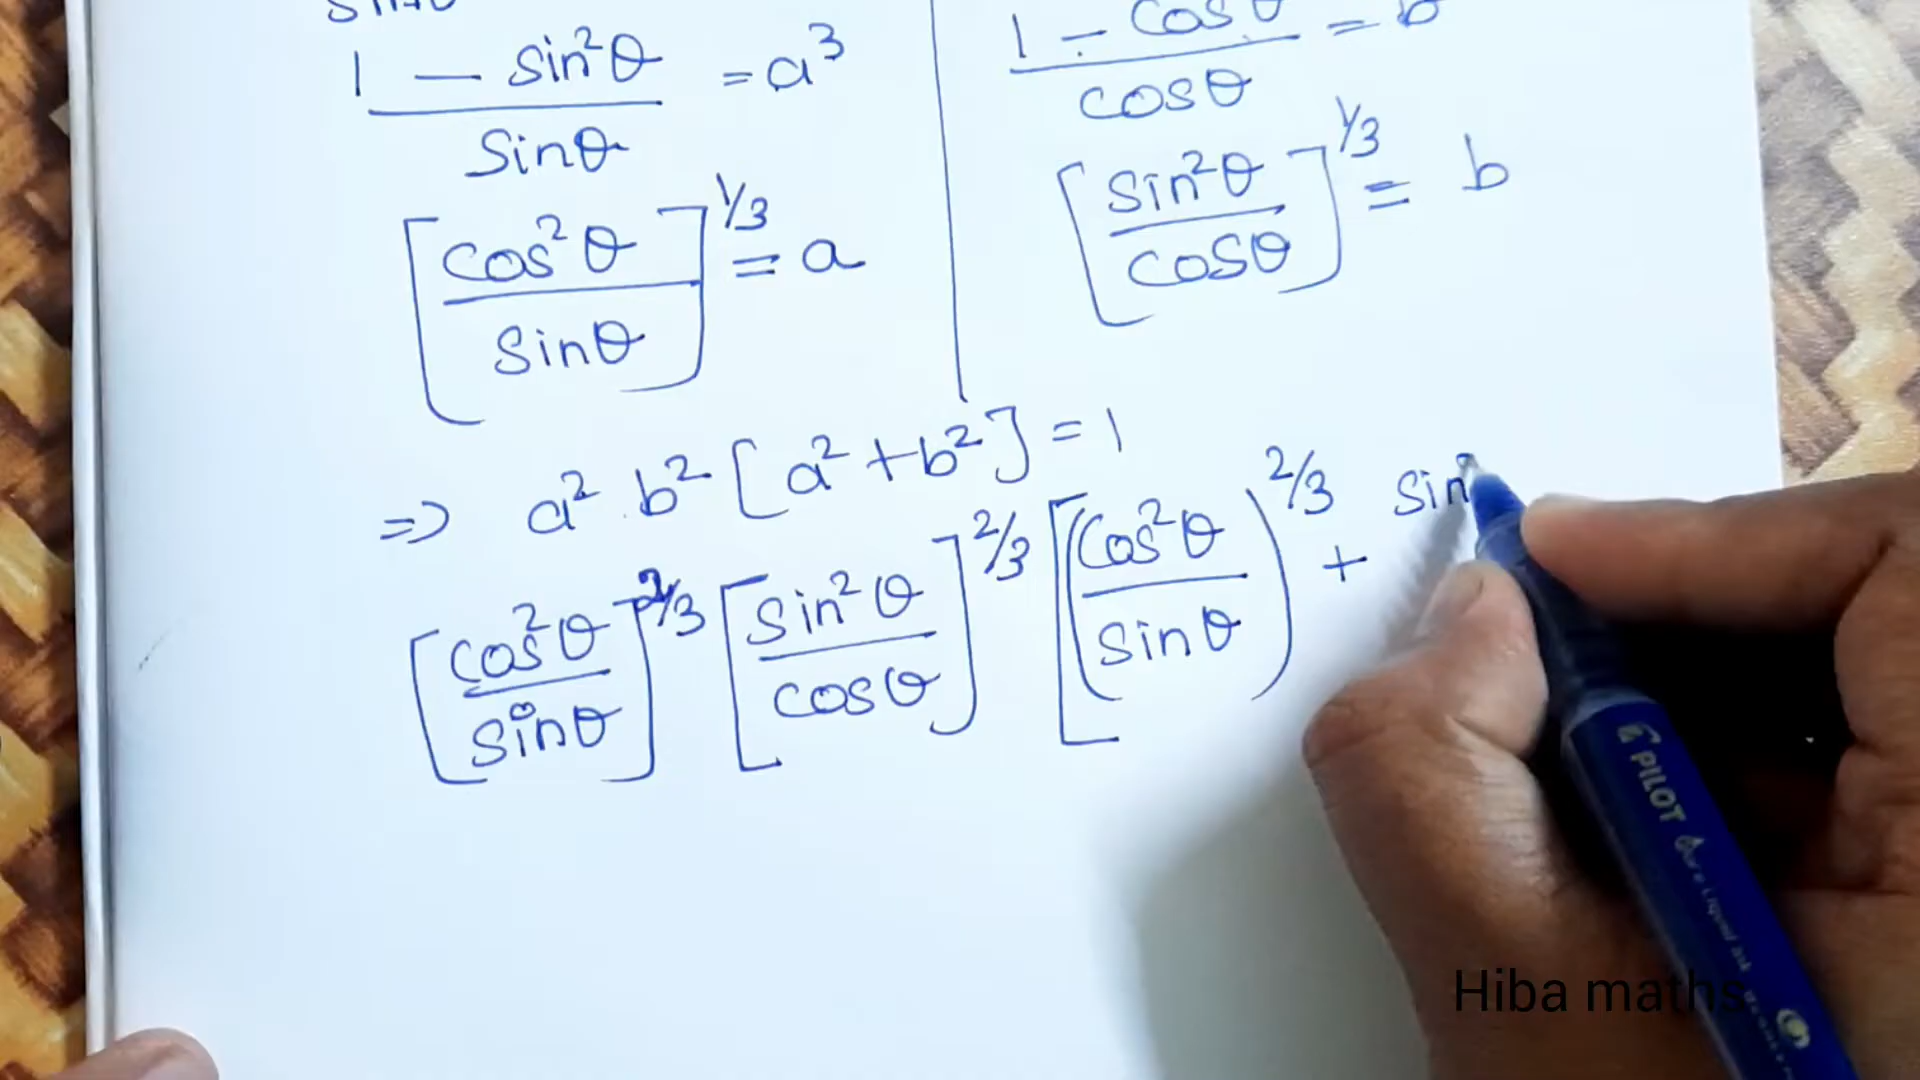 1 - sin²θ / sinθ = a³
[cos²θ / sinθ]^1/3 = a
1 - cos θ / cosθ = b
[sin²θ / cosθ]^1/3 = b
=> a² . b² [a² + b²] = 1
[cos²θ / sinθ]^2/3 [sin²θ / cosθ]^2/3 [(cos²θ / sinθ)^2/3 + sin
PILOT
Hiba maths